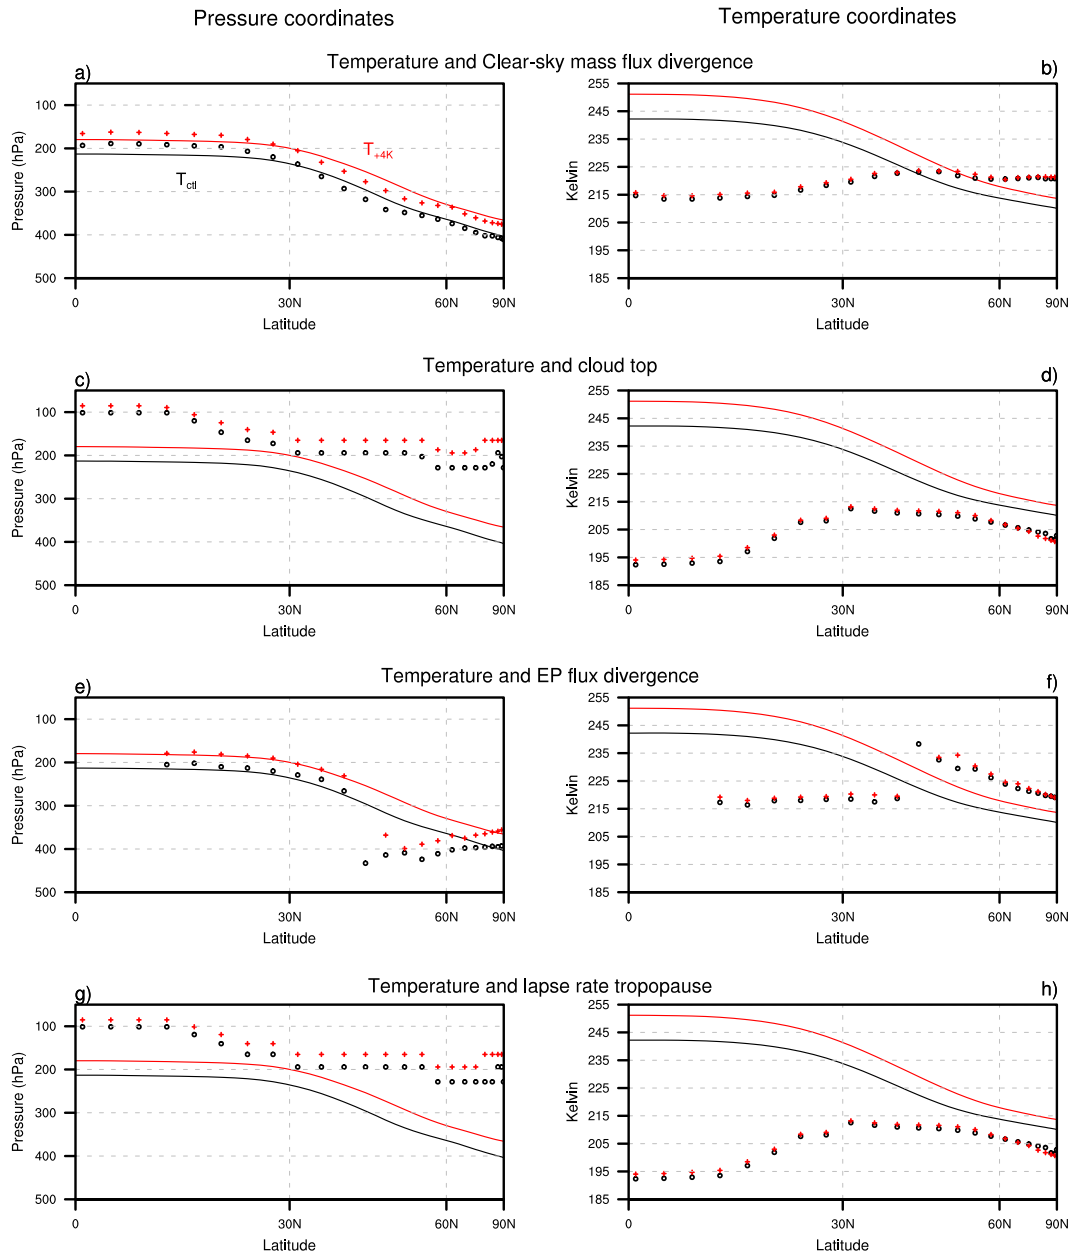 Pressure coordinates
Temperature coordinates
Temperature and Clear-sky mass flux divergence
a)
b)
Pressure (hPa)
100
200
300
400
500
T+4K
Tctl
0
30N
60N
90N
Latitude
Kelvin
255
245
235
225
215
205
195
185
0
30N
60N
90N
Latitude
Temperature and cloud top
c)
d)
Pressure (hPa)
100
200
300
400
500
0
30N
60N
90N
Latitude
Kelvin
255
245
235
225
215
205
195
185
0
30N
60N
90N
Latitude
Temperature and EP flux divergence
e)
f)
Pressure (hPa)
100
200
300
400
500
0
30N
60N
90N
Latitude
Kelvin
255
245
235
225
215
205
195
185
0
30N
60N
90N
Latitude
Temperature and lapse rate tropopause
g)
h)
Pressure (hPa)
100
200
300
400
500
0
30N
60N
90N
Latitude
Kelvin
255
245
235
225
215
205
195
185
0
30N
60N
90N
Latitude